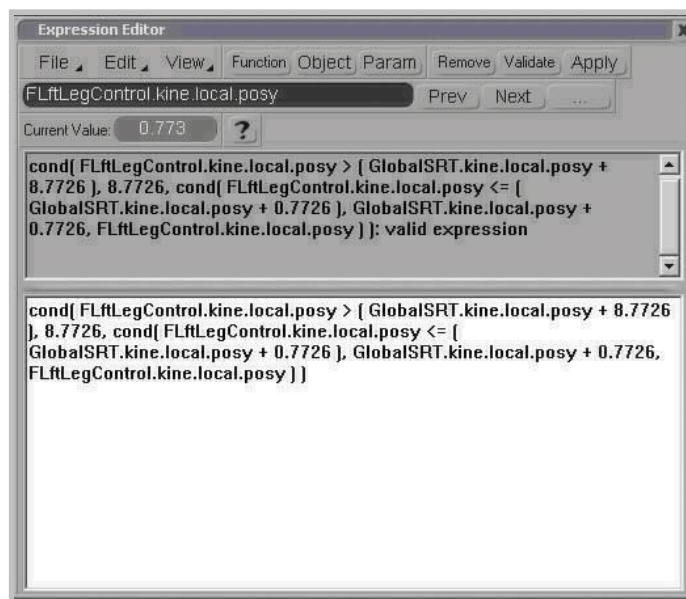 Expression Editor
File Edit View Function Object Param Remove Validate Apply
FLftLegControl.kine.local.posy Prev Next ...
Current Value: 0.773 ?
cond( FLftLegControl.kine.local.posy > ( GlobalSRT.kine.local.posy +
8.7726 ), 8.7726, cond( FLftLegControl.kine.local.posy <= (
GlobalSRT.kine.local.posy + 0.7726 ), GlobalSRT.kine.local.posy +
0.7726, FLftLegControl.kine.local.posy ) ): valid expression
cond( FLftLegControl.kine.local.posy > ( GlobalSRT.kine.local.posy + 8.7726
), 8.7726, cond( FLftLegControl.kine.local.posy <= (
GlobalSRT.kine.local.posy + 0.7726 ), GlobalSRT.kine.local.posy + 0.7726,
FLftLegControl.kine.local.posy ) )